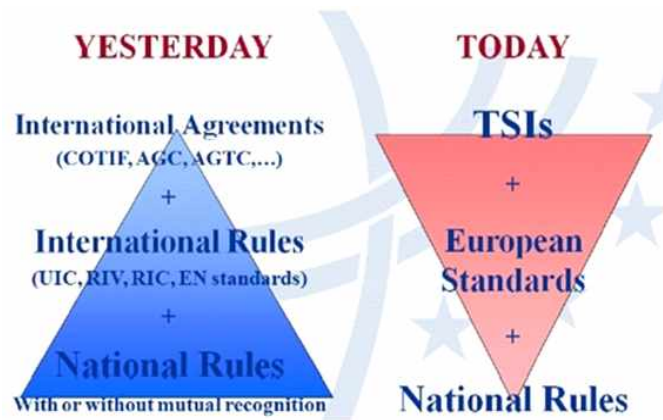 YESTERDAY
International Agreements
(COTIF, AGC, AGTC,...)
+
International Rules
(UIC, RIV, RIC, EN standards)
+
National Rules
With or without mutual recognition
TODAY
TSIs
+
European
Standards
+
National Rules